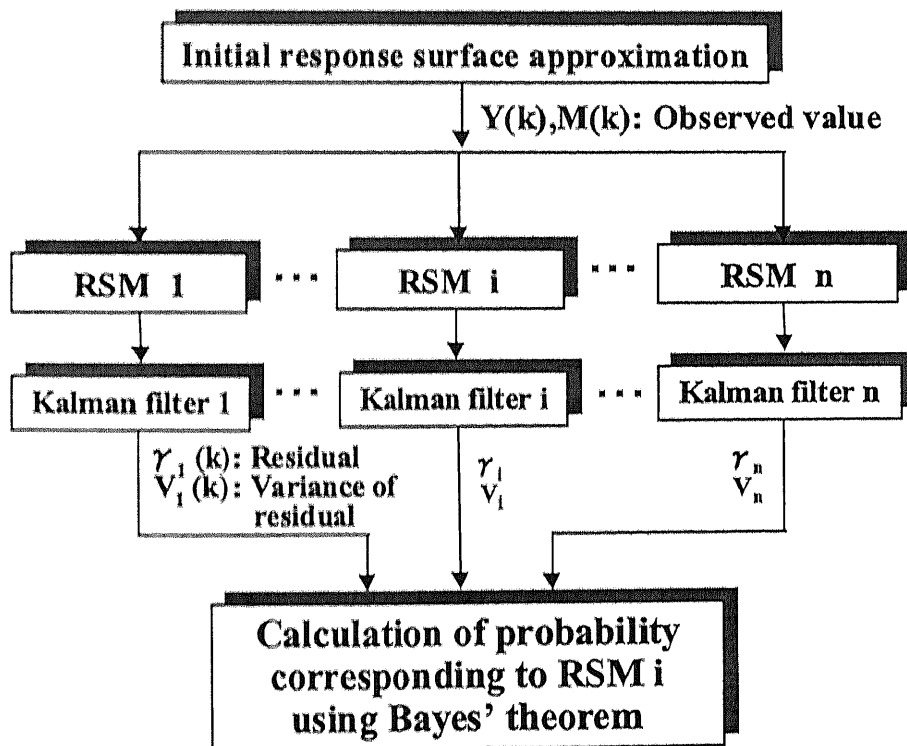 Initial response surface approximation
Y(k),M(k): Observed value
RSM 1 ... RSM i ... RSM n
Kalman filter 1 ... Kalman filter i ... Kalman filter n
γ₁ (k): Residual
V₁ (k): Variance of
residual
γᵢ
Vᵢ
γₙ
Vₙ
Calculation of probability
corresponding to RSM i
using Bayes' theorem